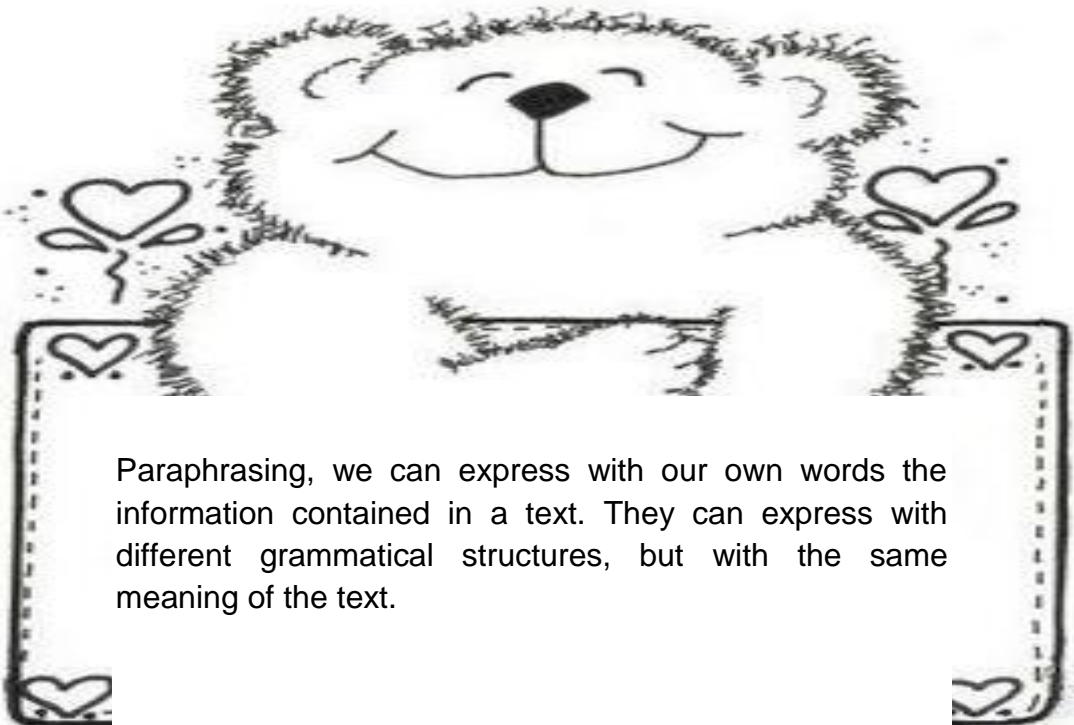 Paraphrasing, we can express with our own words the
information contained in a text. They can express with
different grammatical structures, but with the same
meaning of the text.